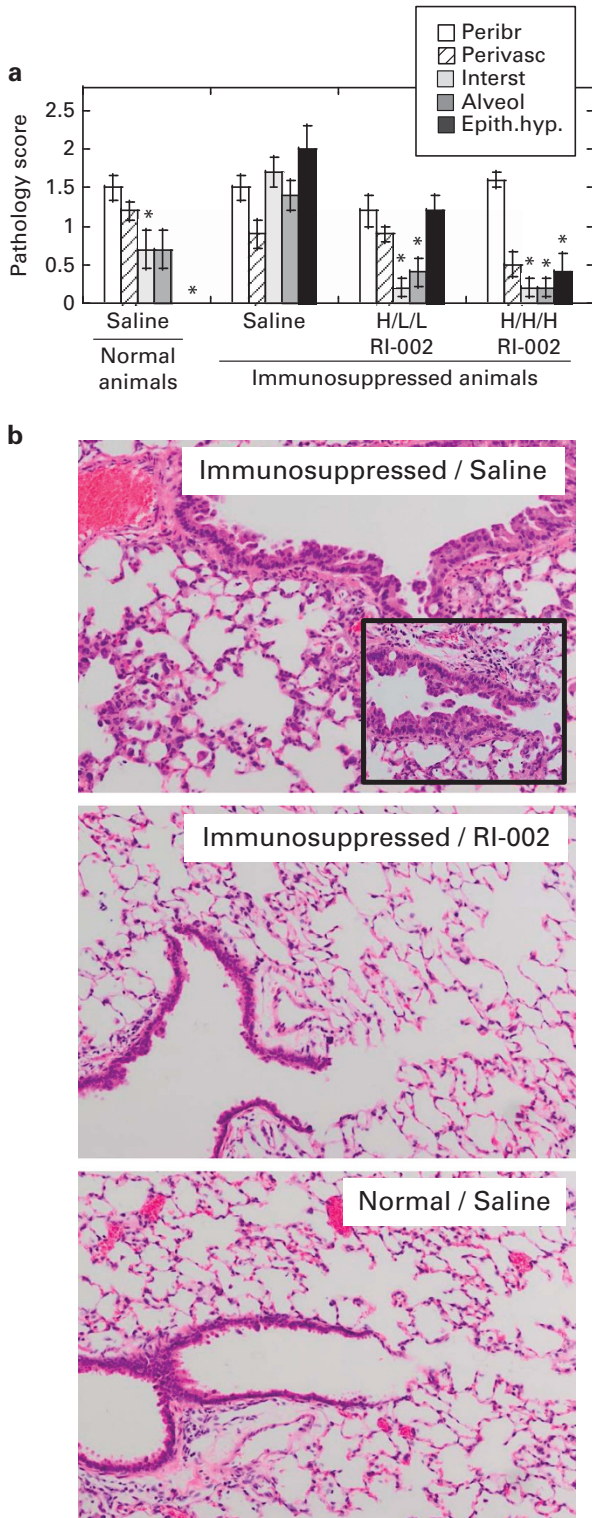 Peribr
Perivasc
Interst
Alveol
Epith.hyp.
a
Pathology score
2.5
2
1.5
1
0.5
0
*
*
*
*
*
*
*
Saline
Saline
H/L/L
RI-002
H/H/H
RI-002
Normal
animals
Immunosuppressed animals
b
Immunosuppressed / Saline
Immunosuppressed / RI-002
Normal / Saline